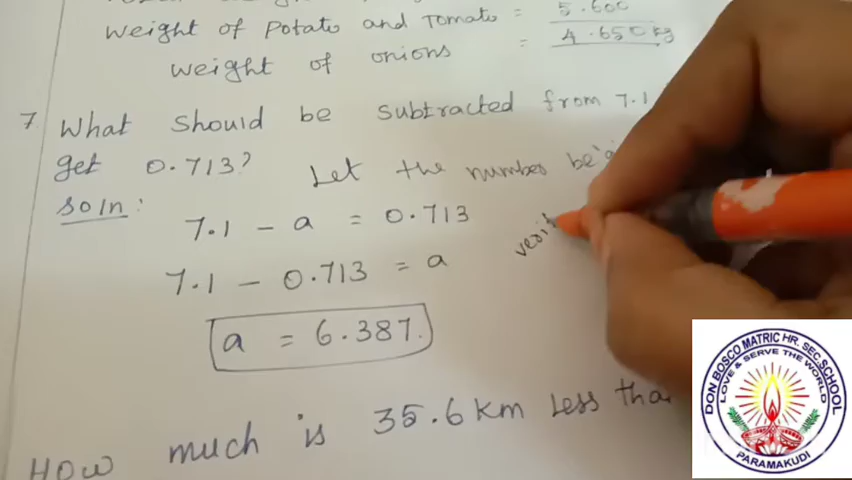 Weight of Potato and Tomato = 5.600
Weight of onions = 4.650 kg
7. What should be subtracted from 7.1
get 0.713? Let the number be 'a
Soln:
7.1 - a = 0.713
7.1 - 0.713 = a
a = 6.387.
How much is 35.6 km Less tha
DON BOSCO MATRIC HR. SEC. SCHOOL
LOVE & SERVE THE WORLD
PARAMAKUDI